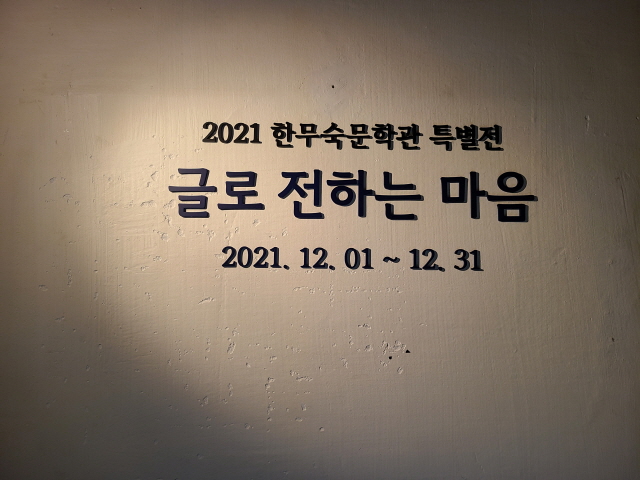 2021 한무숙문학관 특별전
글로 전하는 마음
2021. 12. 01 ~ 12. 31